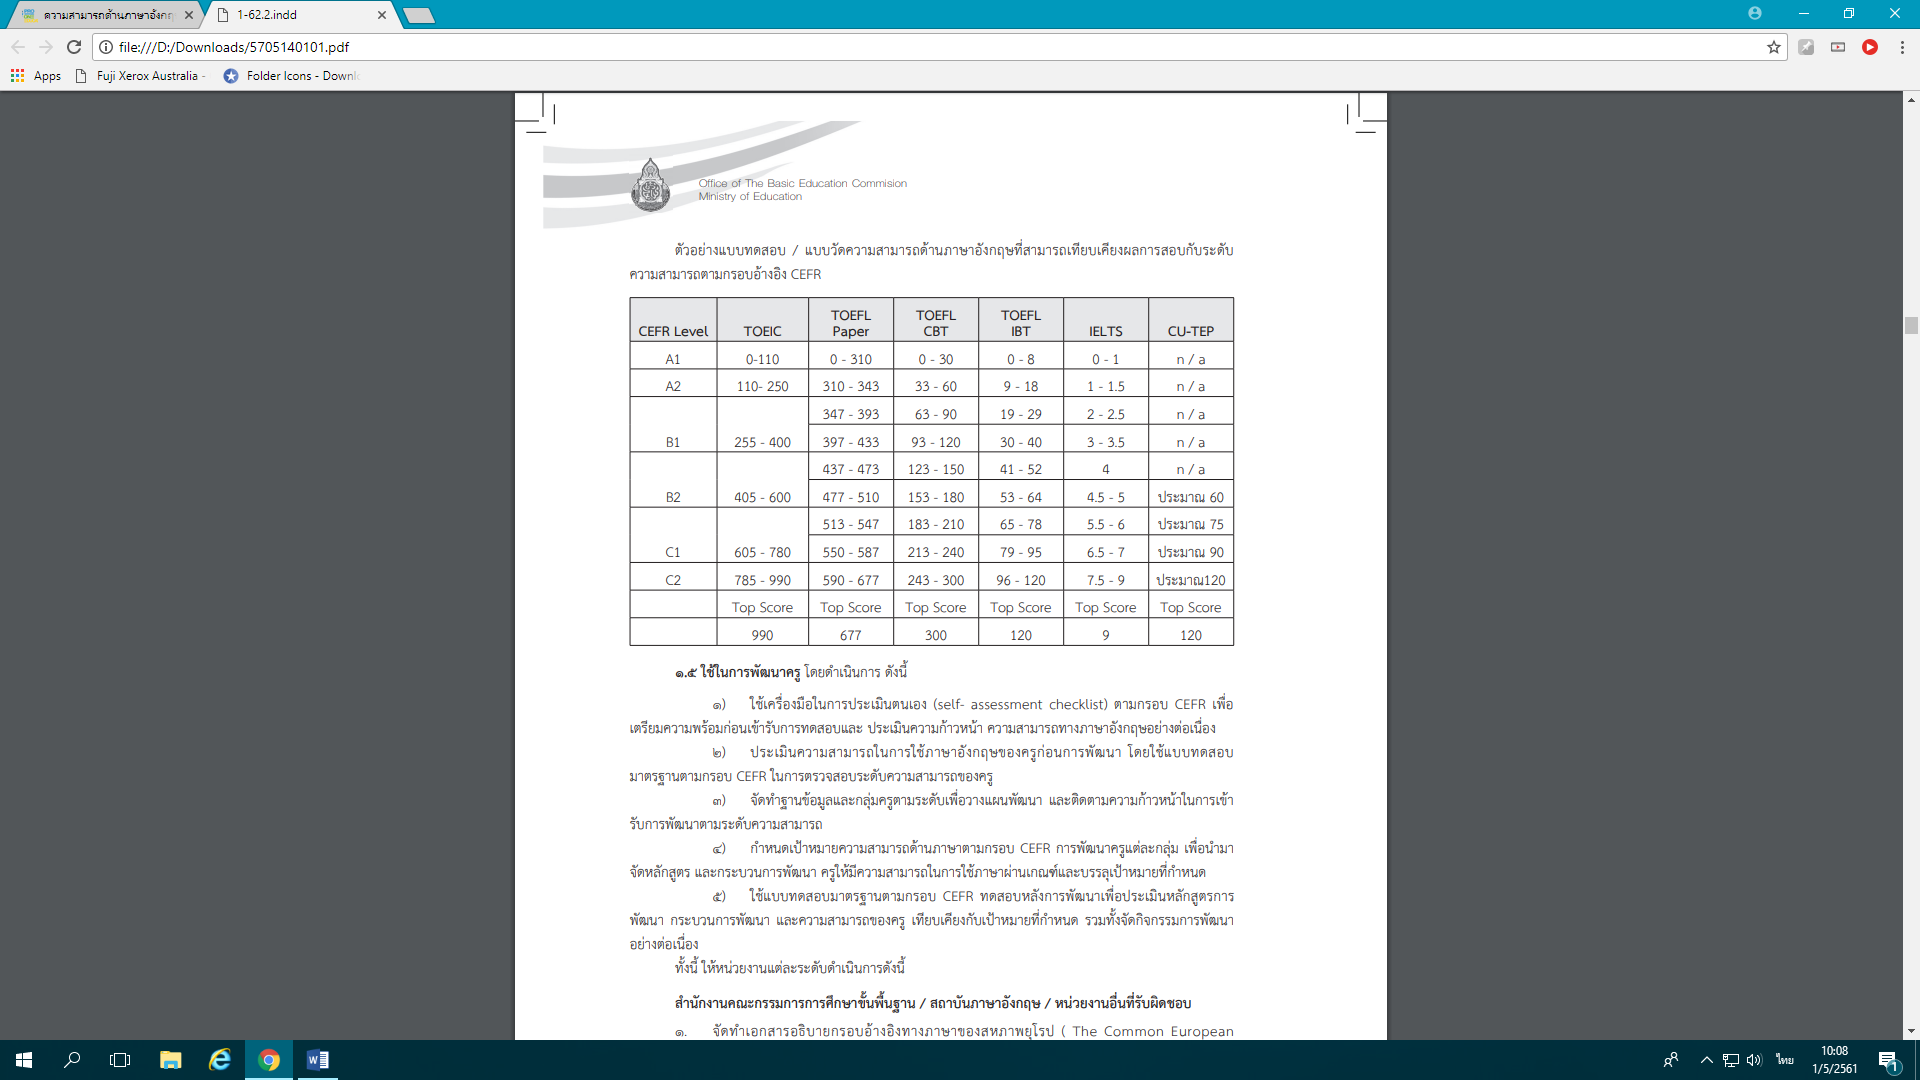 ความสามารถด้านภาษาอังกฤ
1-62.2.indd
file:///D:/Downloads/5705140101.pdf
Apps
Fuji Xerox Australia -
Folder Icons - Downl
Office of The Basic Education Commision
Ministry of Education
ตัวอย่างแบบทดสอบ / แบบวัดความสามารถด้านภาษาอังกฤษที่สามารถเทียบเคียงผลการสอบกับระดับ
ความสามารถตามกรอบอ้างอิง CEFR
CEFR Level TOEIC TOEFL Paper TOEFL CBT TOEFL IBT IELTS CU-TEP
A1 0-110 0 - 310 0 - 30 0 - 8 0 - 1 n / a
A2 110- 250 310 - 343 33 - 60 9 - 18 1 - 1.5 n / a
347 - 393 63 - 90 19 - 29 2 - 2.5 n / a
B1 255 - 400 397 - 433 93 - 120 30 - 40 3 - 3.5 n / a
437 - 473 123 - 150 41 - 52 4 n / a
B2 405 - 600 477 - 510 153 - 180 53 - 64 4.5 - 5 ประมาณ 60
513 - 547 183 - 210 65 - 78 5.5 - 6 ประมาณ 75
C1 605 - 780 550 - 587 213 - 240 79 - 95 6.5 - 7 ประมาณ 90
C2 785 - 990 590 - 677 243 - 300 96 - 120 7.5 - 9 ประมาณ120
Top Score Top Score Top Score Top Score Top Score Top Score
990 677 300 120 9 120
๑.๕ ใช้ในการพัฒนาครู โดยดำเนินการ ดังนี้
๑) ใช้เครื่องมือในการประเมินตนเอง (self- assessment checklist) ตามกรอบ CEFR เพื่อ
เตรียมความพร้อมก่อนเข้ารับการทดสอบและ ประเมินความก้าวหน้า ความสามารถทางภาษาอังกฤษอย่างต่อเนื่อง
๒) ประเมินความสามารถในการใช้ภาษาอังกฤษของครูก่อนการพัฒนา โดยใช้แบบทดสอบ
มาตรฐานตามกรอบ CEFR ในการตรวจสอบระดับความสามารถของครู
๓) จัดทำฐานข้อมูลและกลุ่มครูตามระดับเพื่อวางแผนพัฒนา และติดตามความก้าวหน้าในการเข้า
รับการพัฒนาตามระดับความสามารถ
๔) กำหนดเป้าหมายความสามารถด้านภาษาตามกรอบ CEFR การพัฒนาครูแต่ละกลุ่ม เพื่อนำมา
จัดหลักสูตร และกระบวนการพัฒนา ครูให้มีความสามารถในการใช้ภาษาผ่านเกณฑ์และบรรลุเป้าหมายที่กำหนด
๕) ใช้แบบทดสอบมาตรฐานตามกรอบ CEFR ทดสอบหลังการพัฒนาเพื่อประเมินหลักสูตรการ
พัฒนา กระบวนการพัฒนา และความสามารถของครู เทียบเคียงกับเป้าหมายที่กำหนด รวมทั้งจัดกิจกรรมการพัฒนา
อย่างต่อเนื่อง
ทั้งนี้ ให้หน่วยงานแต่ละระดับดำเนินการดังนี้
สำนักงานคณะกรรมการการศึกษาขั้นพื้นฐาน / สถาบันภาษาอังกฤษ / หน่วยงานอื่นที่รับผิดชอบ
๑. จัดทำเอกสารอธิบายกรอบอ้างอิงทางภาษาของสหภาพยุโรป ( The Common European
ไทย
10:08
1/5/2561
1